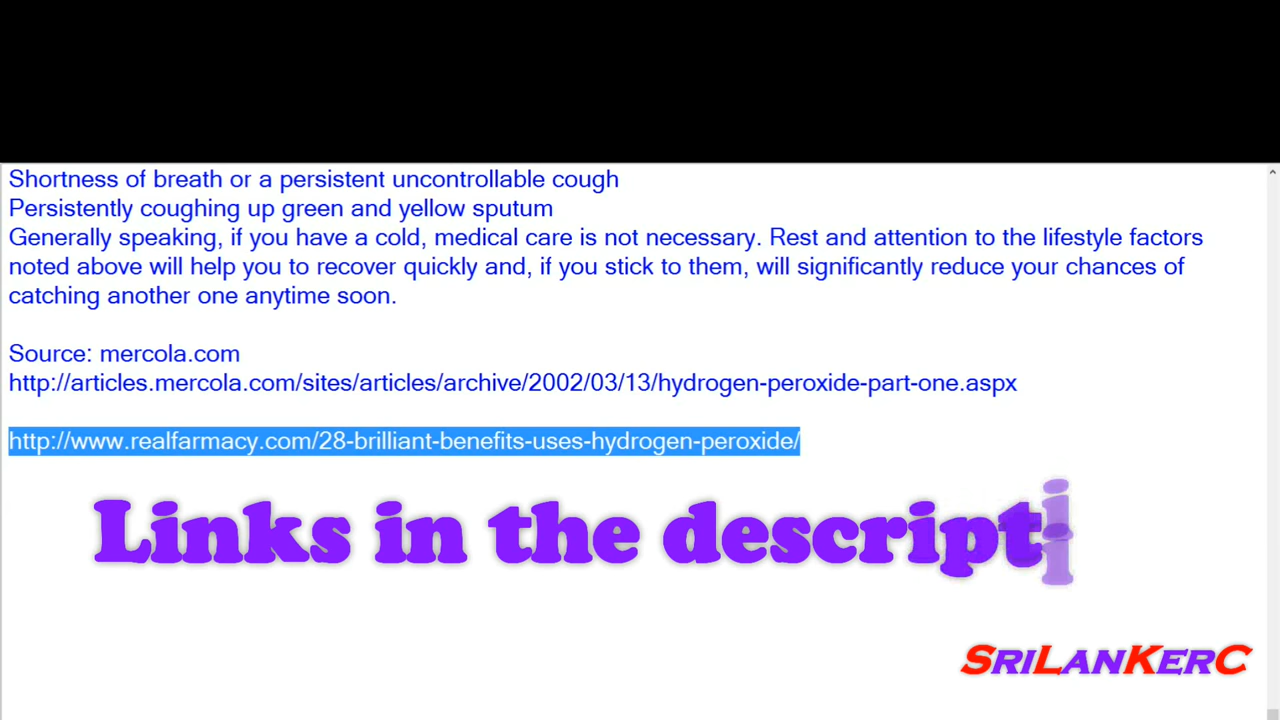 Shortness of breath or a persistent uncontrollable cough
Persistently coughing up green and yellow sputum
Generally speaking, if you have a cold, medical care is not necessary. Rest and attention to the lifestyle factors
noted above will help you to recover quickly and, if you stick to them, will significantly reduce your chances of
catching another one anytime soon.
Source: mercola.com
http://articles.mercola.com/sites/articles/archive/2002/03/13/hydrogen-peroxide-part-one.aspx
http://www.realfarmacy.com/28-brilliant-benefits-uses-hydrogen-peroxide/
Links in the descripti
SriLanKerC